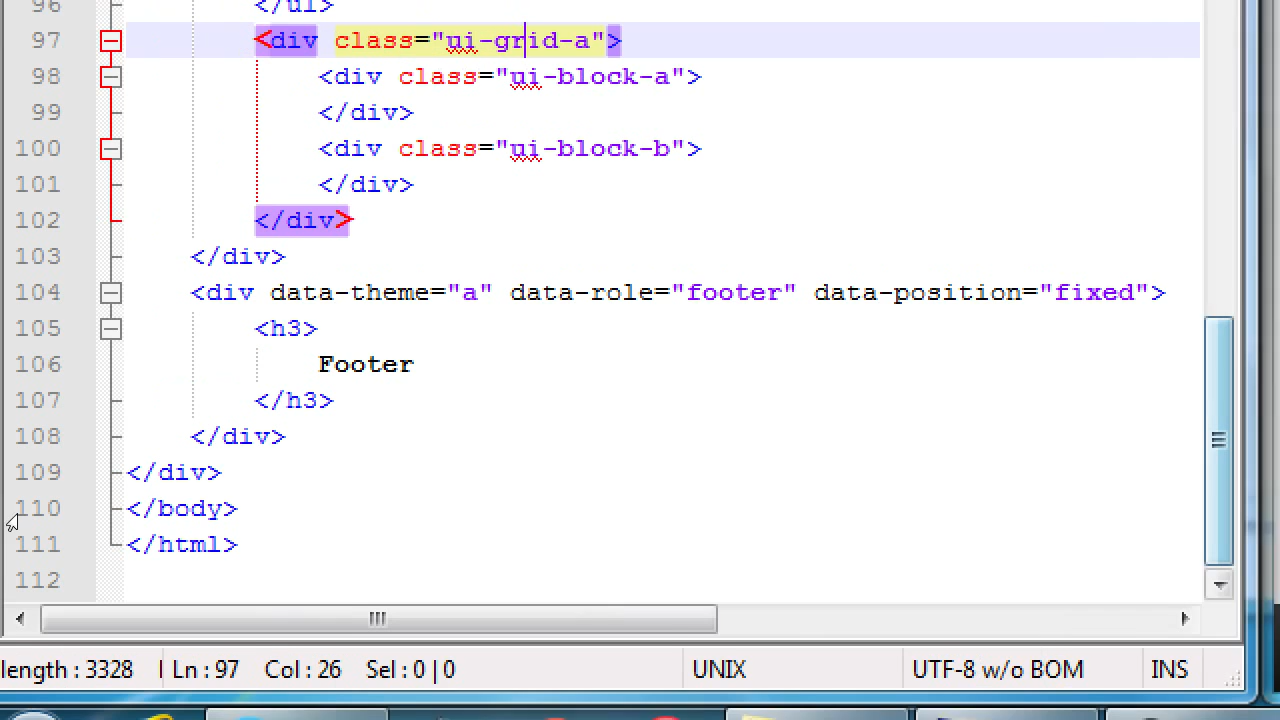 96 </ul>
97 <div class="ui-grid-a">
98 <div class="ui-block-a">
99 </div>
100 <div class="ui-block-b">
101 </div>
102 </div>
103 </div>
104 <div data-theme="a" data-role="footer" data-position="fixed">
105 <h3>
106 Footer
107 </h3>
108 </div>
109 </div>
110 </body>
111 </html>
112
length : 3328 l Ln : 97 Col : 26 Sel : 0 | 0 UNIX UTF-8 w/o BOM INS